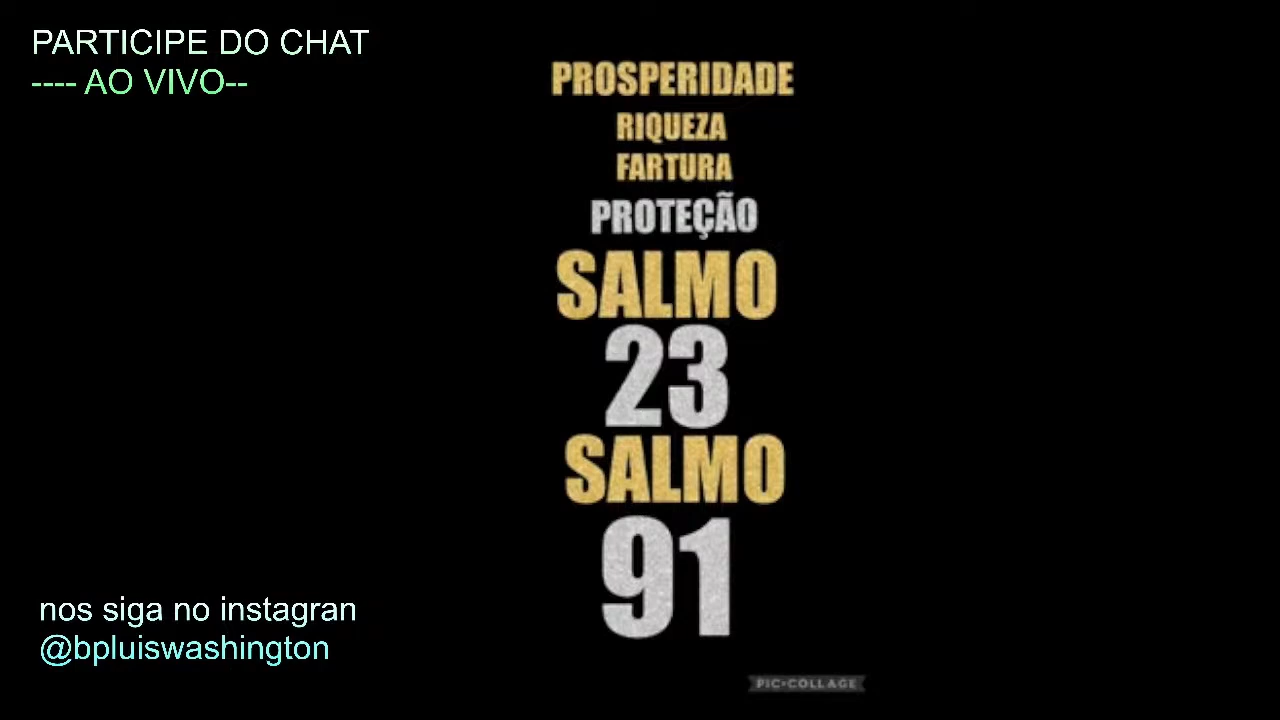 PARTICIPE DO CHAT
---- AO VIVO--
PROSPERIDADE
RIQUEZA
FARTURA
PROTEÇÃO
SALMO
23
SALMO
91
nos siga no instagran
@bpluiswashington
PIC•COLLAGE